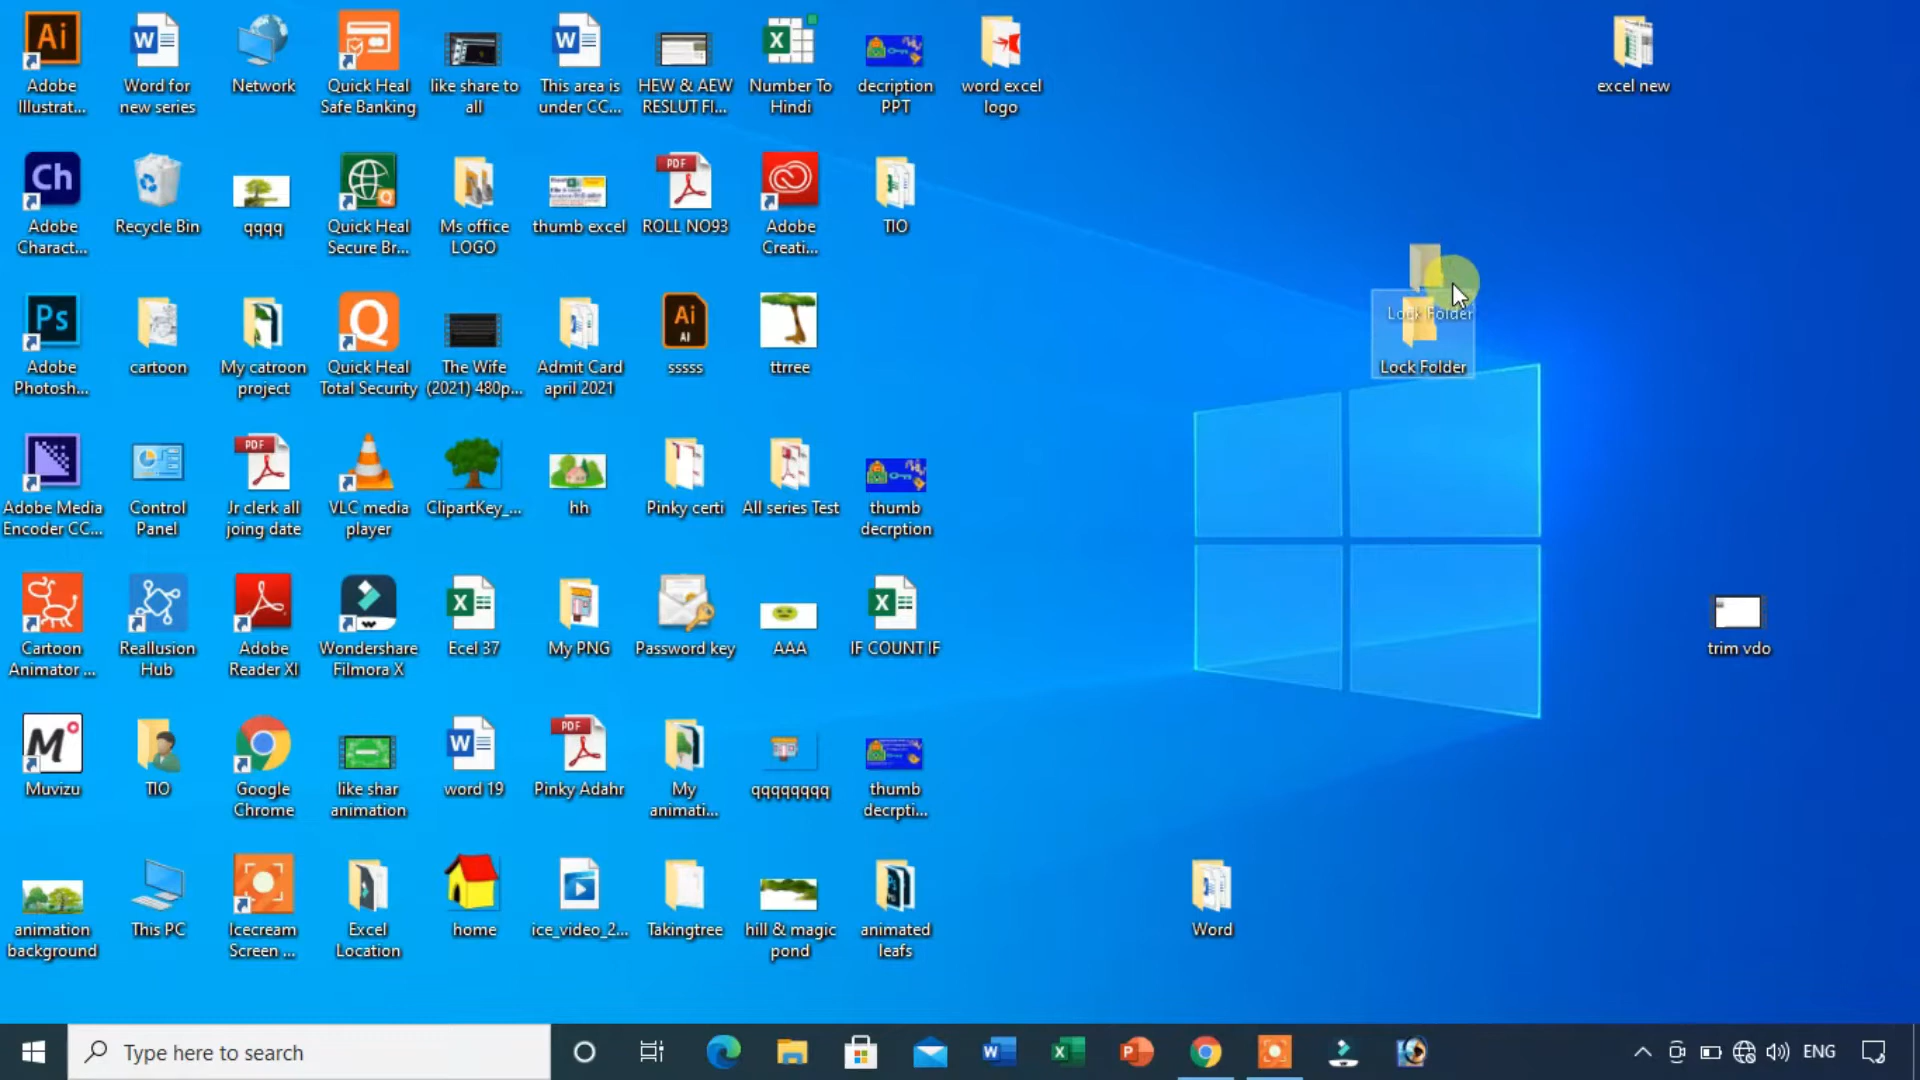 Adobe
Illustrat...
Word for
new series
Network
Quick Heal
Safe Banking
like share to
all
This area is
under CC...
HEW & AEW
RESLUT FI...
Number To
Hindi
decription
PPT
word excel
logo
excel new
Adobe
Charact...
Recycle Bin
qqqq
Quick Heal
Secure Br...
Ms office
LOGO
thumb excel
ROLL NO93
Adobe
Creati...
TIO
Lock Folder
Lock Folder
Adobe
Photosh...
cartoon
My catroon
project
Quick Heal
Total Security
The Wife
(2021) 480p...
Admit Card
april 2021
sssss
ttrree
Adobe Media
Encoder CC...
Control
Panel
Jr clerk all
joing date
VLC media
player
ClipartKey_...
hh
Pinky certi
All series Test
thumb
decrption
Cartoon
Animator ...
Reallusion
Hub
Adobe
Reader XI
Wondershare
Filmora X
Ecel 37
My PNG
Password key
AAA
IF COUNT IF
trim vdo
Muvizu
TIO
Google
Chrome
like shar
animation
word 19
Pinky Adahr
My
animati...
qqqqqqqq
thumb
decrpti...
animation
background
This PC
Icecream
Screen ...
Excel
Location
home
ice_video_2...
Takingtree
hill & magic
pond
animated
leafs
Word
Type here to search
ENG